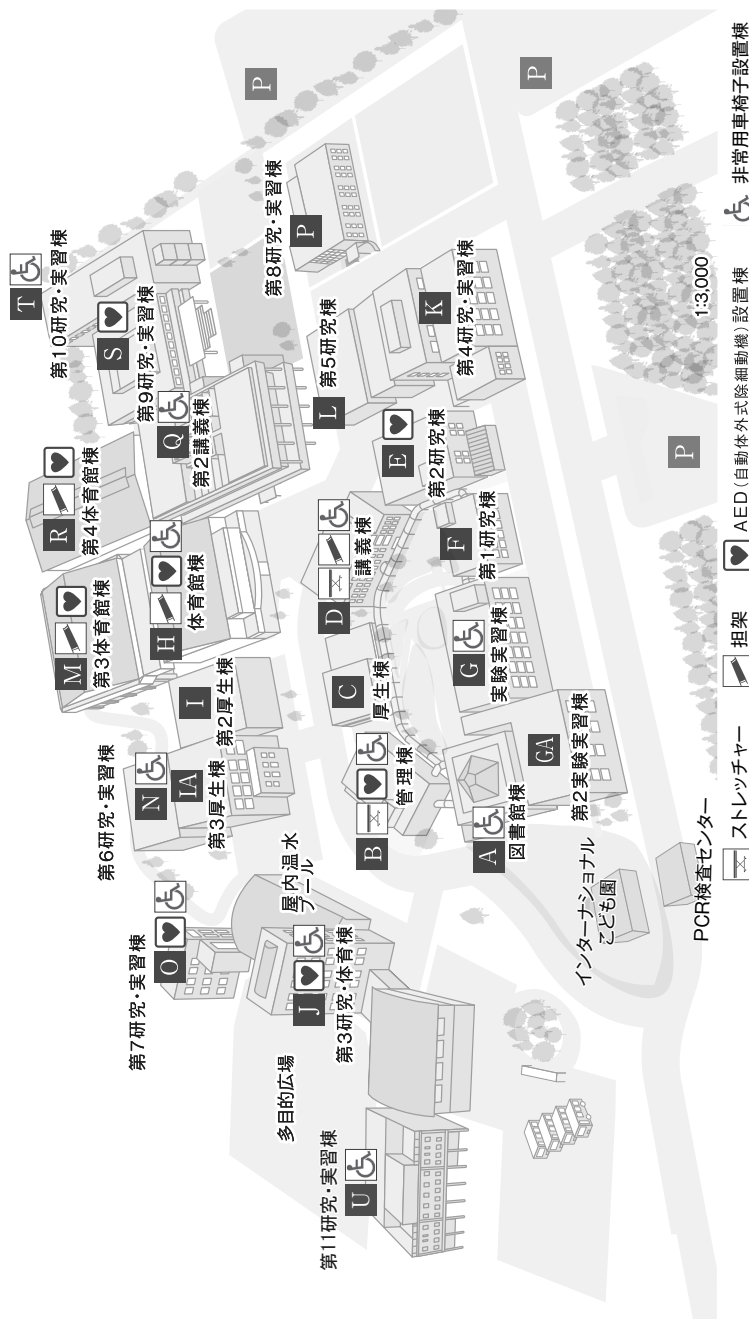 T
第10研究・実習棟
S
第9研究・実習棟
Q
第2講義棟
R
第4体育館棟
M
第3体育館棟
H
体育館棟
I
第2厚生棟
N
第6研究・実習棟
IA
第3厚生棟
O
第7研究・実習棟
屋内温水
プール
J
第3研究・体育棟
多目的広場
U
第11研究・実習棟
P
P
第8研究・実習棟
P
K
第4研究・実習棟
L
第5研究棟
E
第2研究棟
F
第1研究棟
D
講義棟
C
厚生棟
B
管理棟
G
実験実習棟
GA
第2実験実習棟
A
図書館棟
インターナショナル
こども園
PCR検査センター
P
1:3,000
ストレッチャー
担架
AED(自動体外式除細動機)設置棟
非常用車椅子設置棟